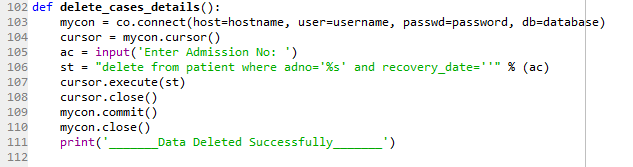 102 def delete_cases_details():
103     mycon = co.connect(host=hostname, user=username, passwd=password, db=database)
104     cursor = mycon.cursor()
105     ac = input('Enter Admission No: ')
106     st = "delete from patient where adno='%s' and recovery_date=''" % (ac)
107     cursor.execute(st)
108     cursor.close()
109     mycon.commit()
110     mycon.close()
111     print('_______Data Deleted Successfully_______')
112